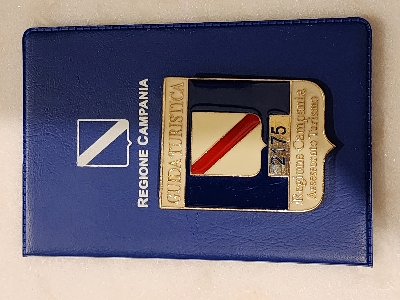 REGIONE CAMPANIA
GUIDA TURISTICA
2175
Regione Campania
Assessorato Turismo